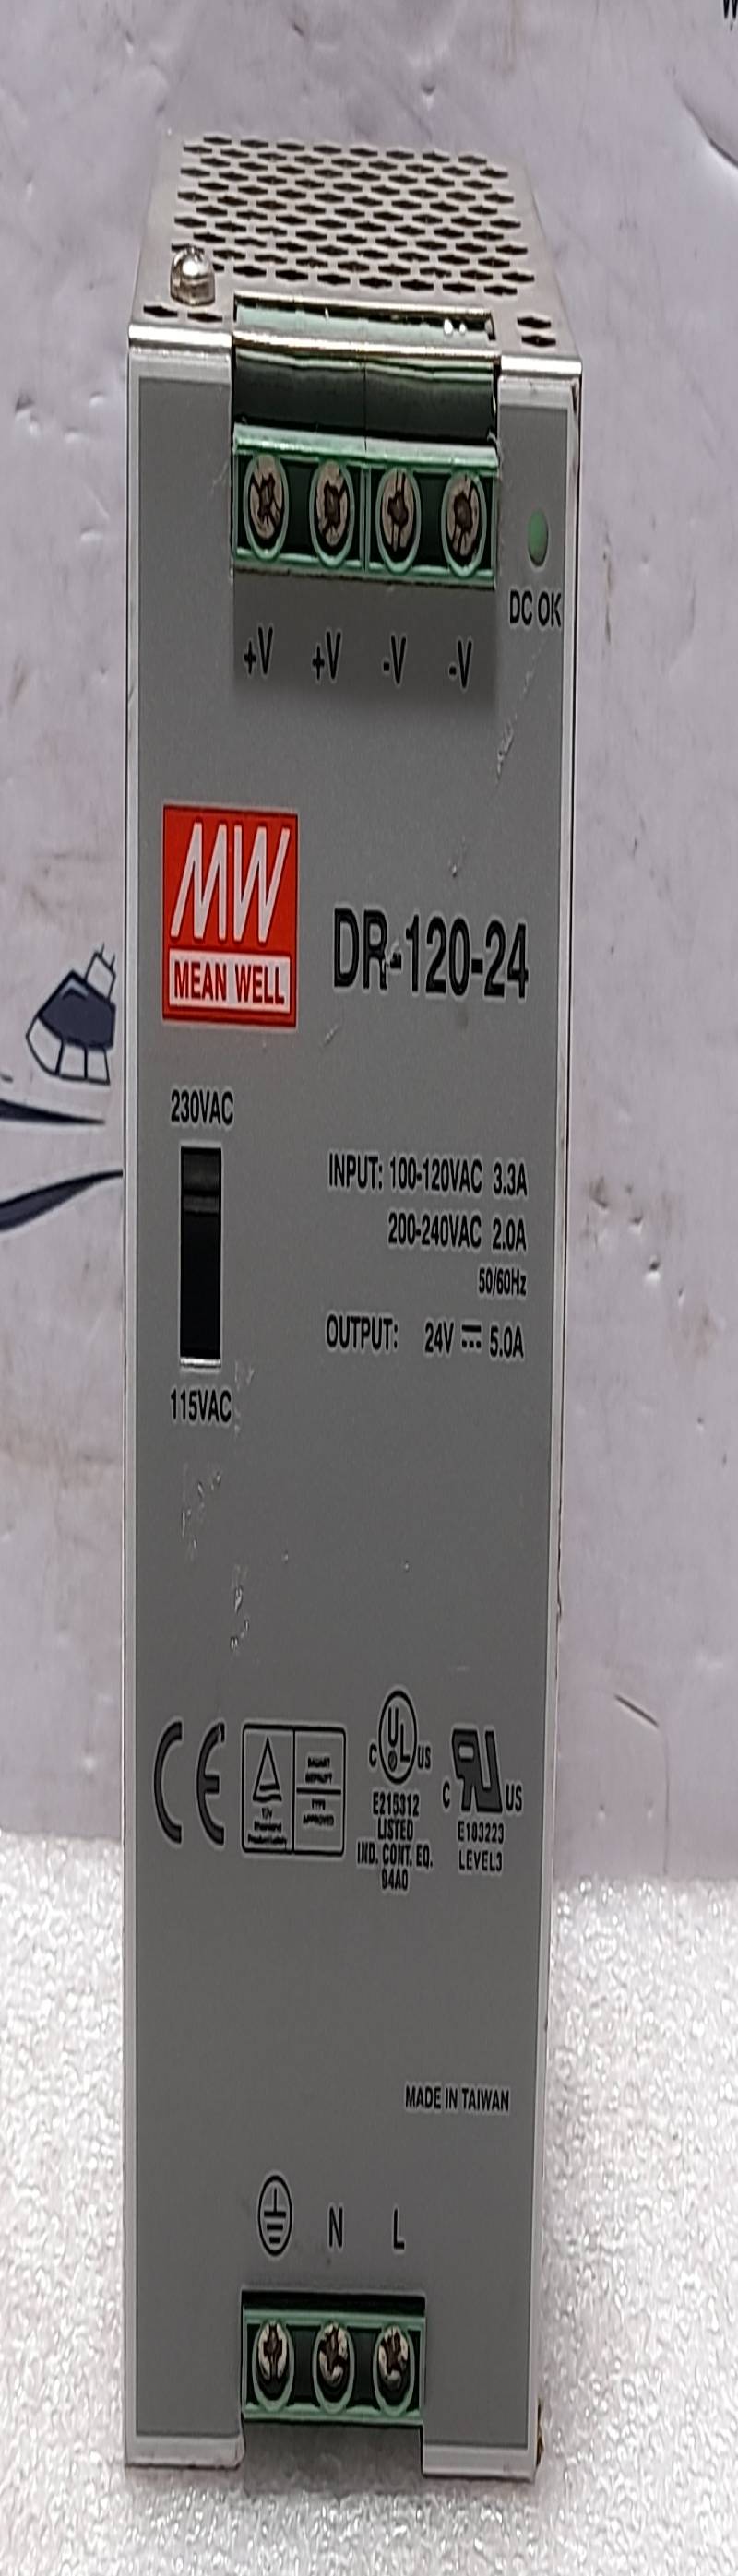 +V +V -V -V
DC OK
MW
MEAN WELL
DR-120-24
230VAC
115VAC
INPUT: 100-120VAC 3.3A
200-240VAC 2.0A
50/60Hz
OUTPUT: 24V 5.0A
CE
TYPE
APPROVED
C UL US
E215312
LISTED
IND. CONT. EQ.
94A0
C US
E183223
LEVEL3
MADE IN TAIWAN
N L